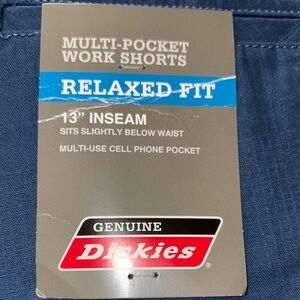 MULTI-POCKET
WORK SHORTS
RELAXED FIT
13" INSEAM
SITS SLIGHTLY BELOW WAIST
MULTI-USE CELL PHONE POCKET
GENUINE
Dickies®